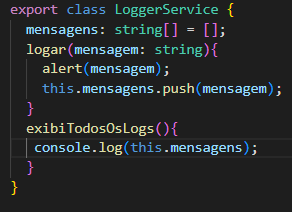 export class LoggerService {
mensagens: string[] = [];
logar(mensagem: string){
alert(mensagem);
this.mensagens.push(mensagem);
}
exibiTodosOsLogs(){
console.log(this.mensagens);
}
}